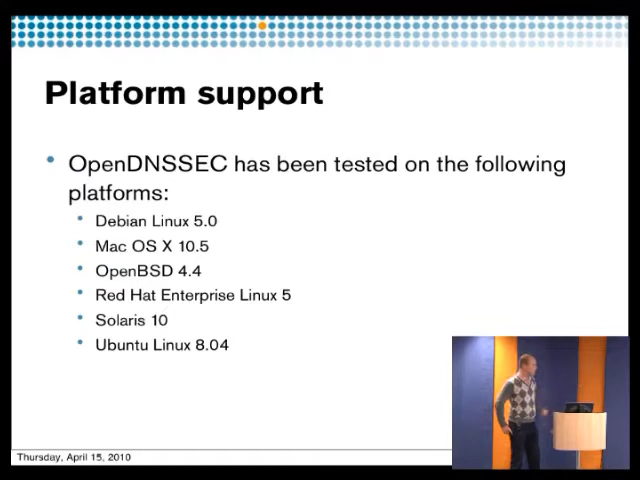 Platform support
• OpenDNSSEC has been tested on the following
platforms:
• Debian Linux 5.0
• Mac OS X 10.5
• OpenBSD 4.4
• Red Hat Enterprise Linux 5
• Solaris 10
• Ubuntu Linux 8.04
Thursday, April 15, 2010